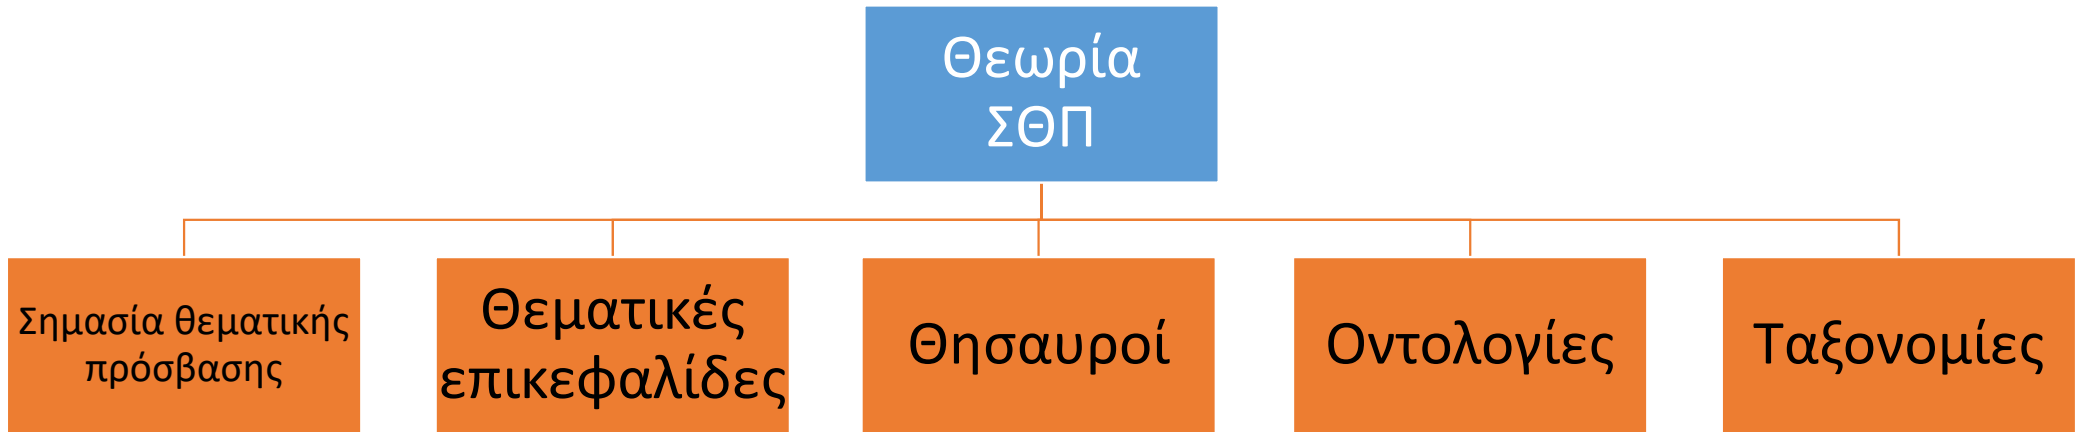 Θεωρία
ΣΘΠ
Σημασία θεματικής
πρόσβασης
Θεματικές
επικεφαλίδες
Θησαυροί
Οντολογίες
Ταξονομίες